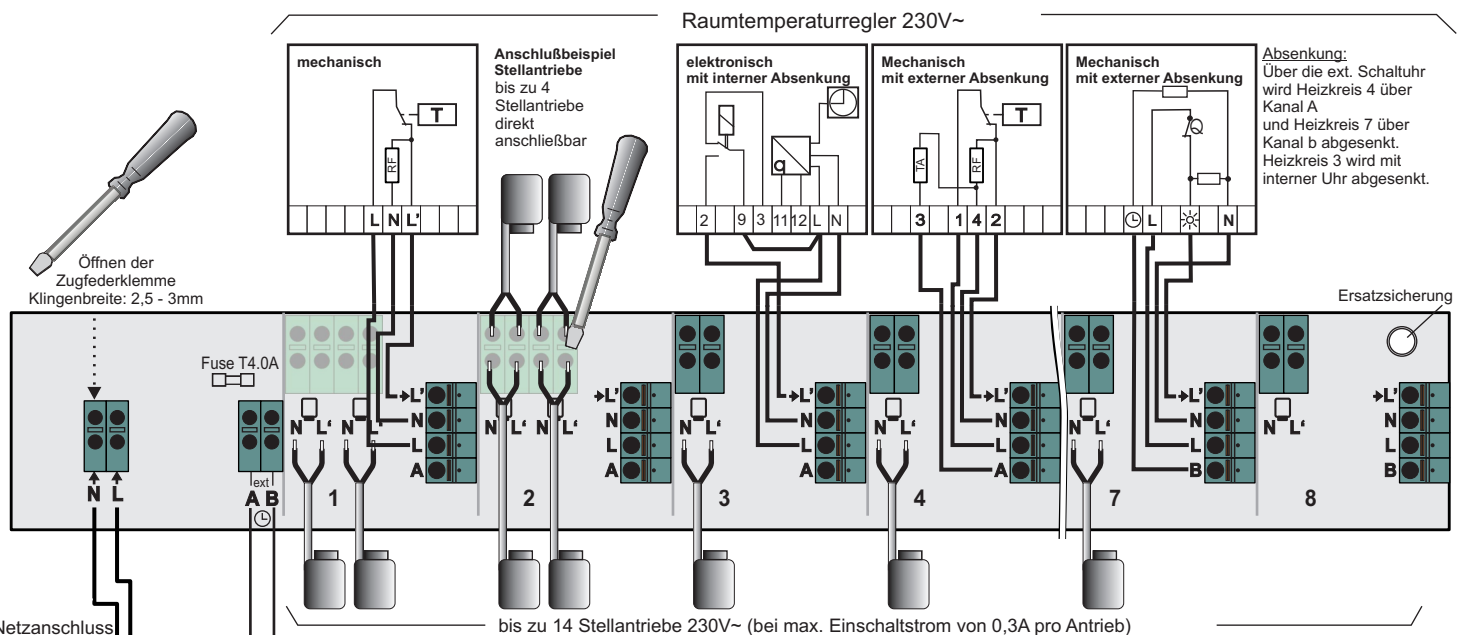 Raumtemperaturregler 230V~
mechanisch
T
RF
L N L'
Anschlußbeispiel
Stellantriebe
bis zu 4
Stellantriebe
direkt
anschließbar
elektronisch
mit interner Absenkung
q
2 9 3 11 12 L N
Mechanisch
mit externer Absenkung
T
TA
RF
3 1 4 2
Mechanisch
mit externer Absenkung
L N
Absenkung:
Über die ext. Schaltuhr
wird Heizkreis 4 über
Kanal A
und Heizkreis 7 über
Kanal b abgesenkt.
Heizkreis 3 wird mit
interner Uhr abgesenkt.
Öffnen der
Zugfederklemme
Klingenbreite: 2,5 - 3mm
Ersatzsicherung
Fuse T4.0A
N L
ext
A B
N L' N L'
L'
N
L
A
1
N L' N L'
L'
N
L
A
2
N L'
L'
N
L
A
3
N L'
L'
N
L
A
4
N L'
L'
N
L
B
7
N L'
L'
N
L
B
8
Netzanschluss
bis zu 14 Stellantriebe 230V~ (bei max. Einschaltstrom von 0,3A pro Antrieb)